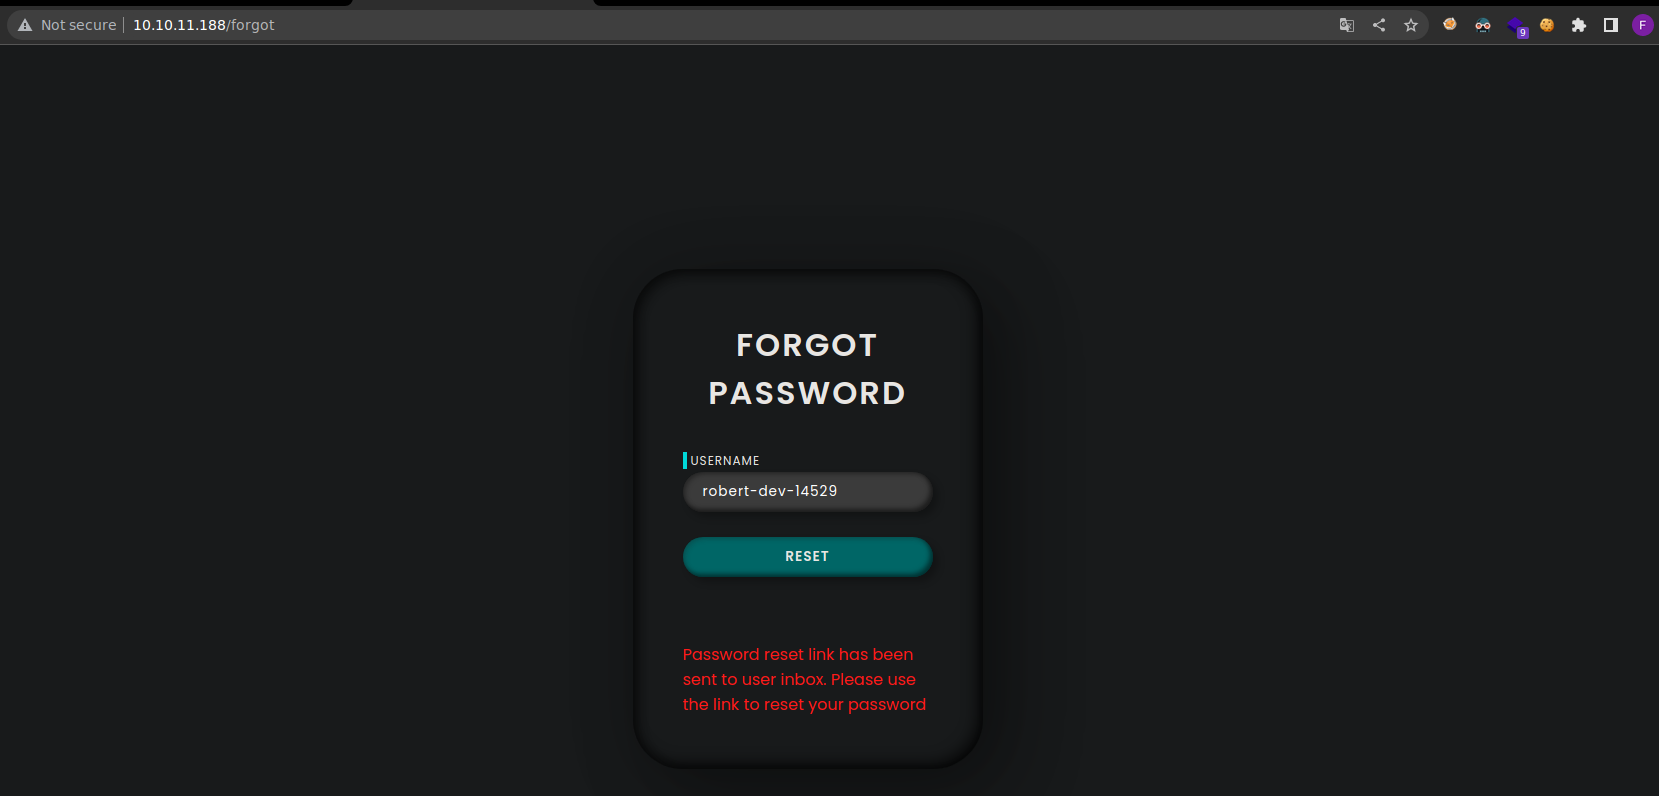 Not secure 10.10.11.188/forgot
9
F
FORGOT
PASSWORD
USERNAME
robert-dev-14529
RESET
Password reset link has been
sent to user inbox. Please use
the link to reset your password